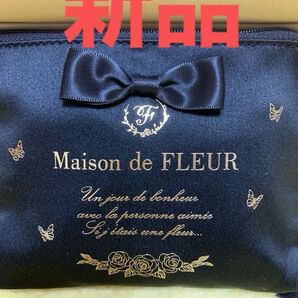 新品
F
Maison de FLEUR
Un jour de bonheur
avec la personne aimée
Si j'étais une fleur...